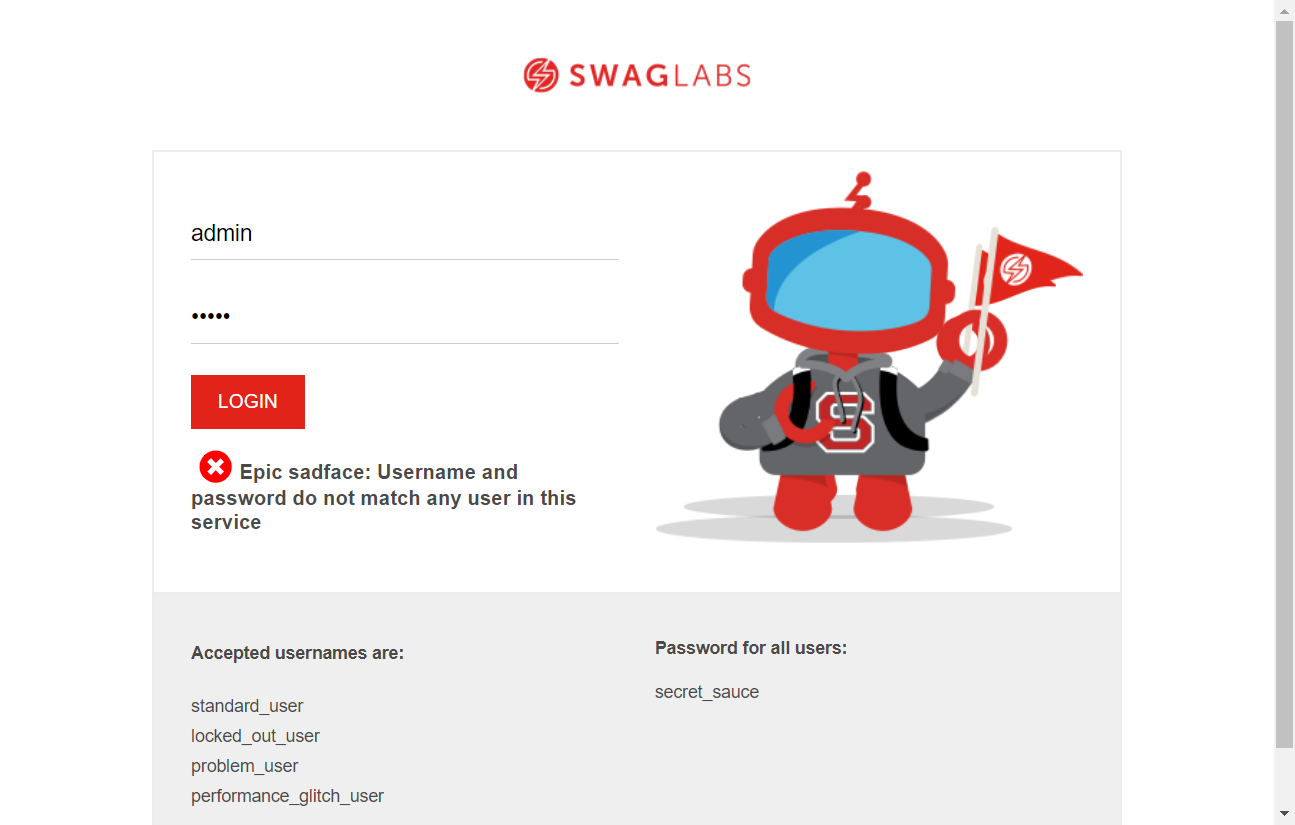 SWAGLABS
admin
•••••
LOGIN
Epic sadface: Username and
password do not match any user in this
service
S
Accepted usernames are:
standard_user
locked_out_user
problem_user
performance_glitch_user
Password for all users:
secret_sauce